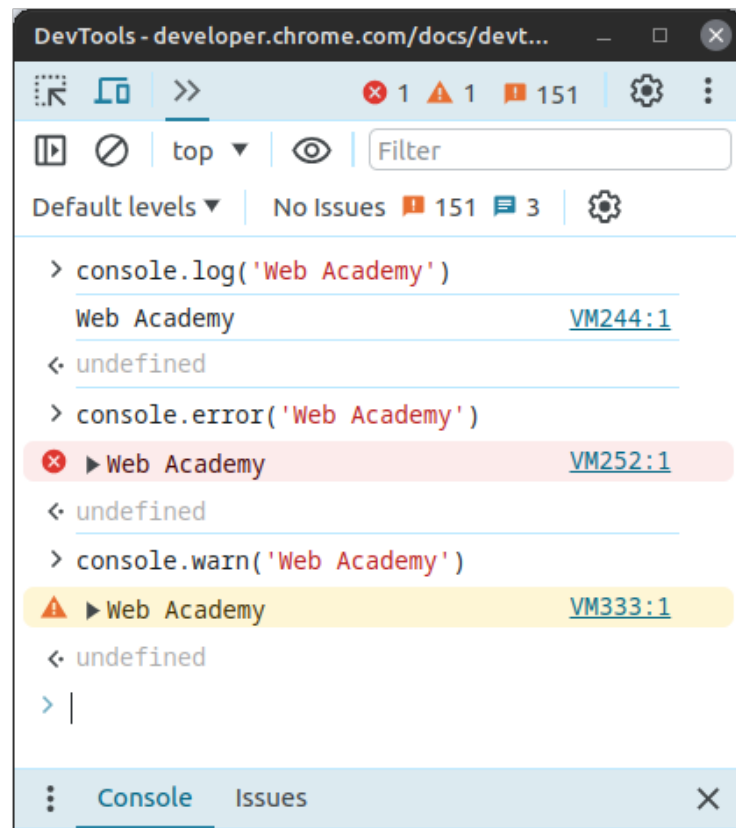 DevTools - developer.chrome.com/docs/devt...
1 1 151
top Filter
Default levels No Issues 151 3
> console.log('Web Academy')
Web Academy VM244:1
undefined
> console.error('Web Academy')
Web Academy VM252:1
undefined
> console.warn('Web Academy')
Web Academy VM333:1
undefined
>
Console Issues